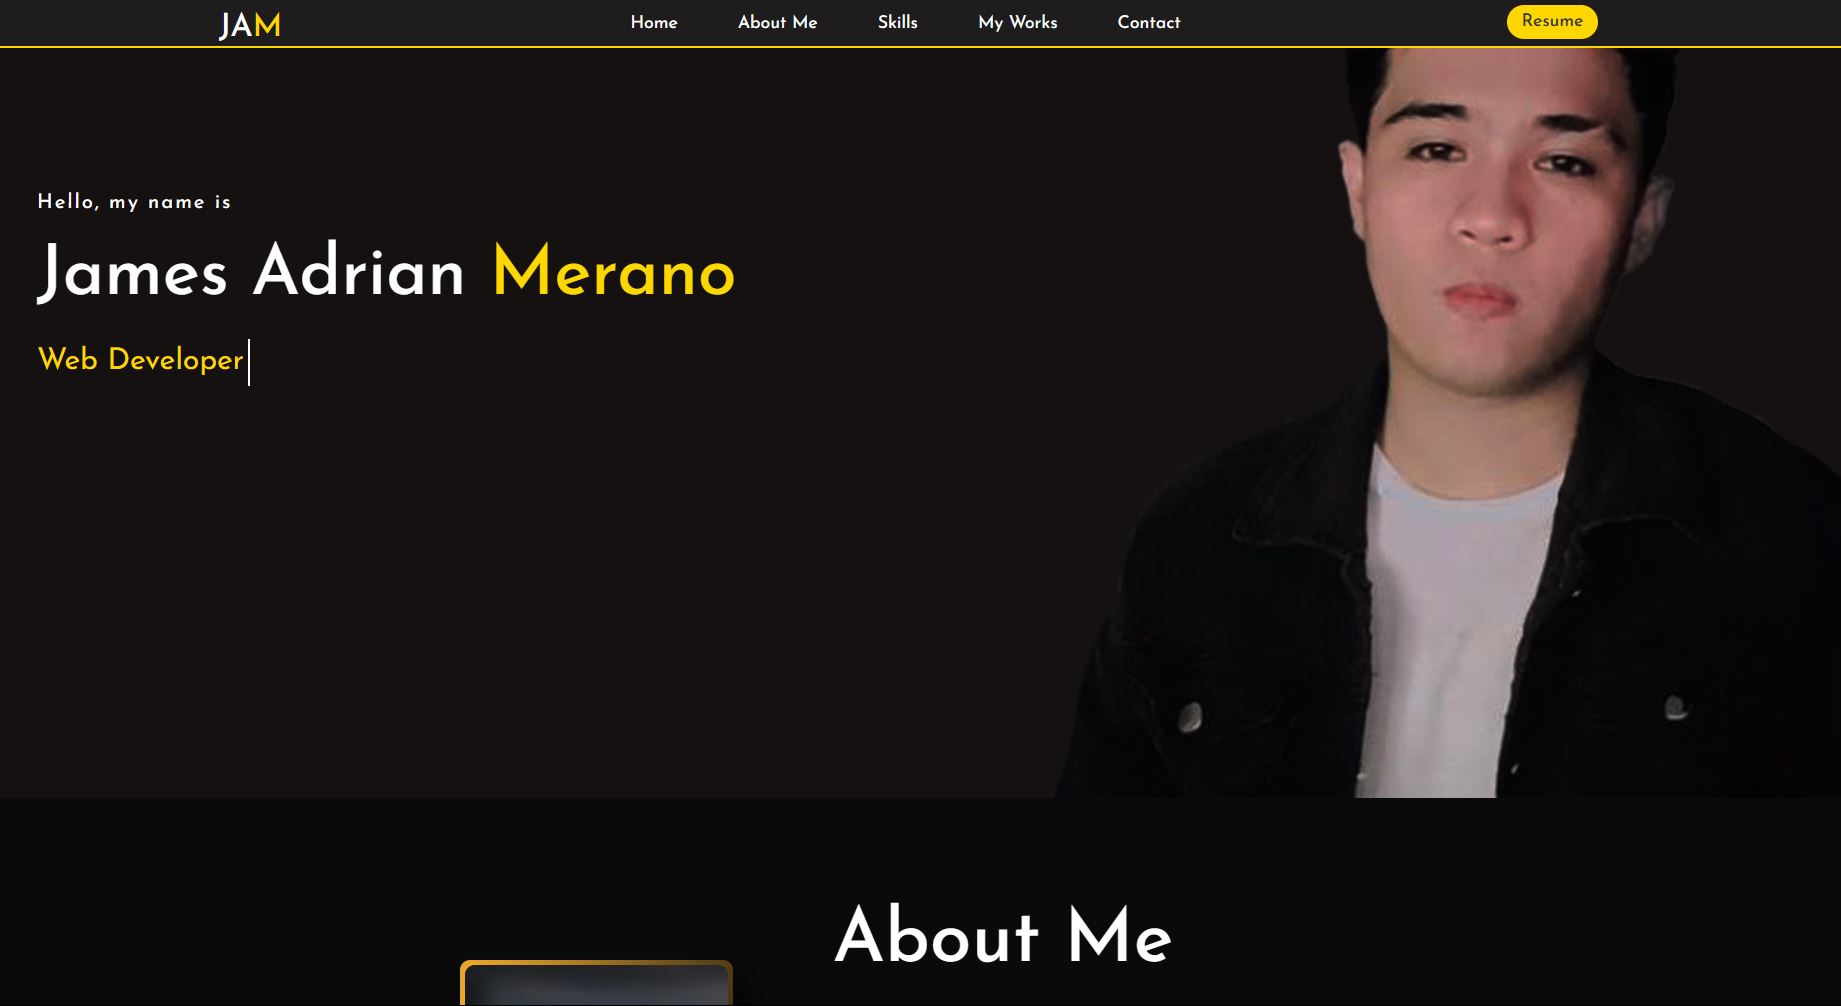 JAM
Home
About Me
Skills
My Works
Contact
Resume
Hello, my name is
James Adrian Merano
Web Developer
About Me